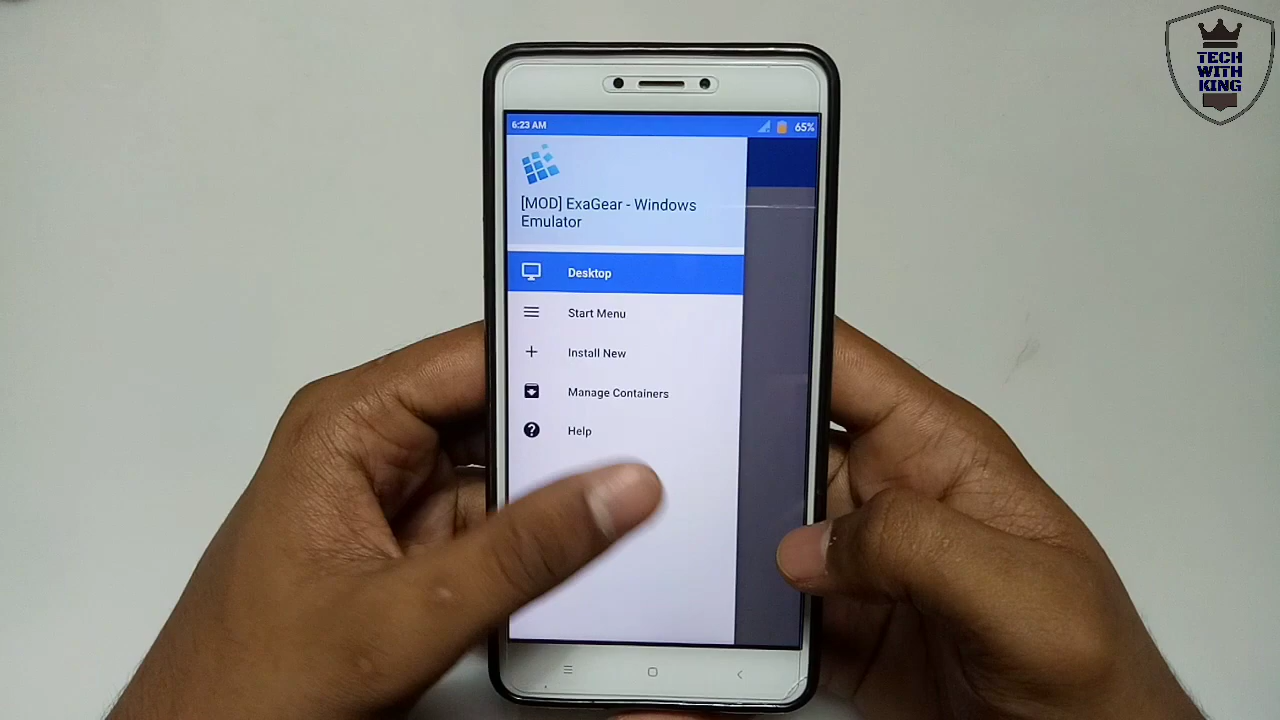 TECH
WITH
KING
6:23 AM
65%
[MOD] ExaGear - Windows
Emulator
Desktop
Start Menu
Install New
Manage Containers
Help